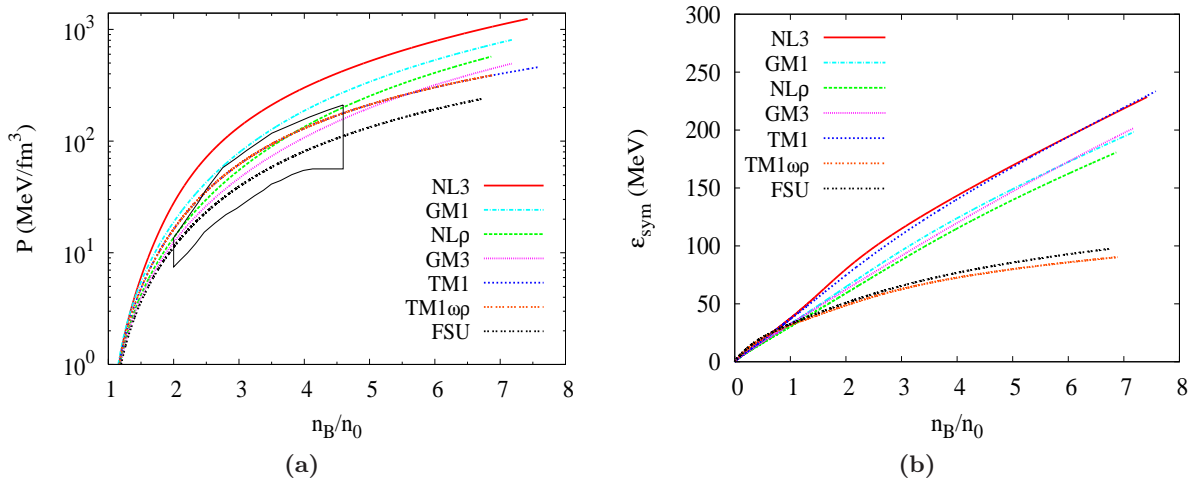 P (MeV/fm³)
10³
10²
10¹
10⁰
NL3
GM1
NLρ
GM3
TM1
TM1ωρ
FSU
1 2 3 4 5 6 7 8
n_B/n_0
(a)
ε_sym (MeV)
300
250
200
150
100
50
0
NL3
GM1
NLρ
GM3
TM1
TM1ωρ
FSU
0 1 2 3 4 5 6 7 8
n_B/n_0
(b)